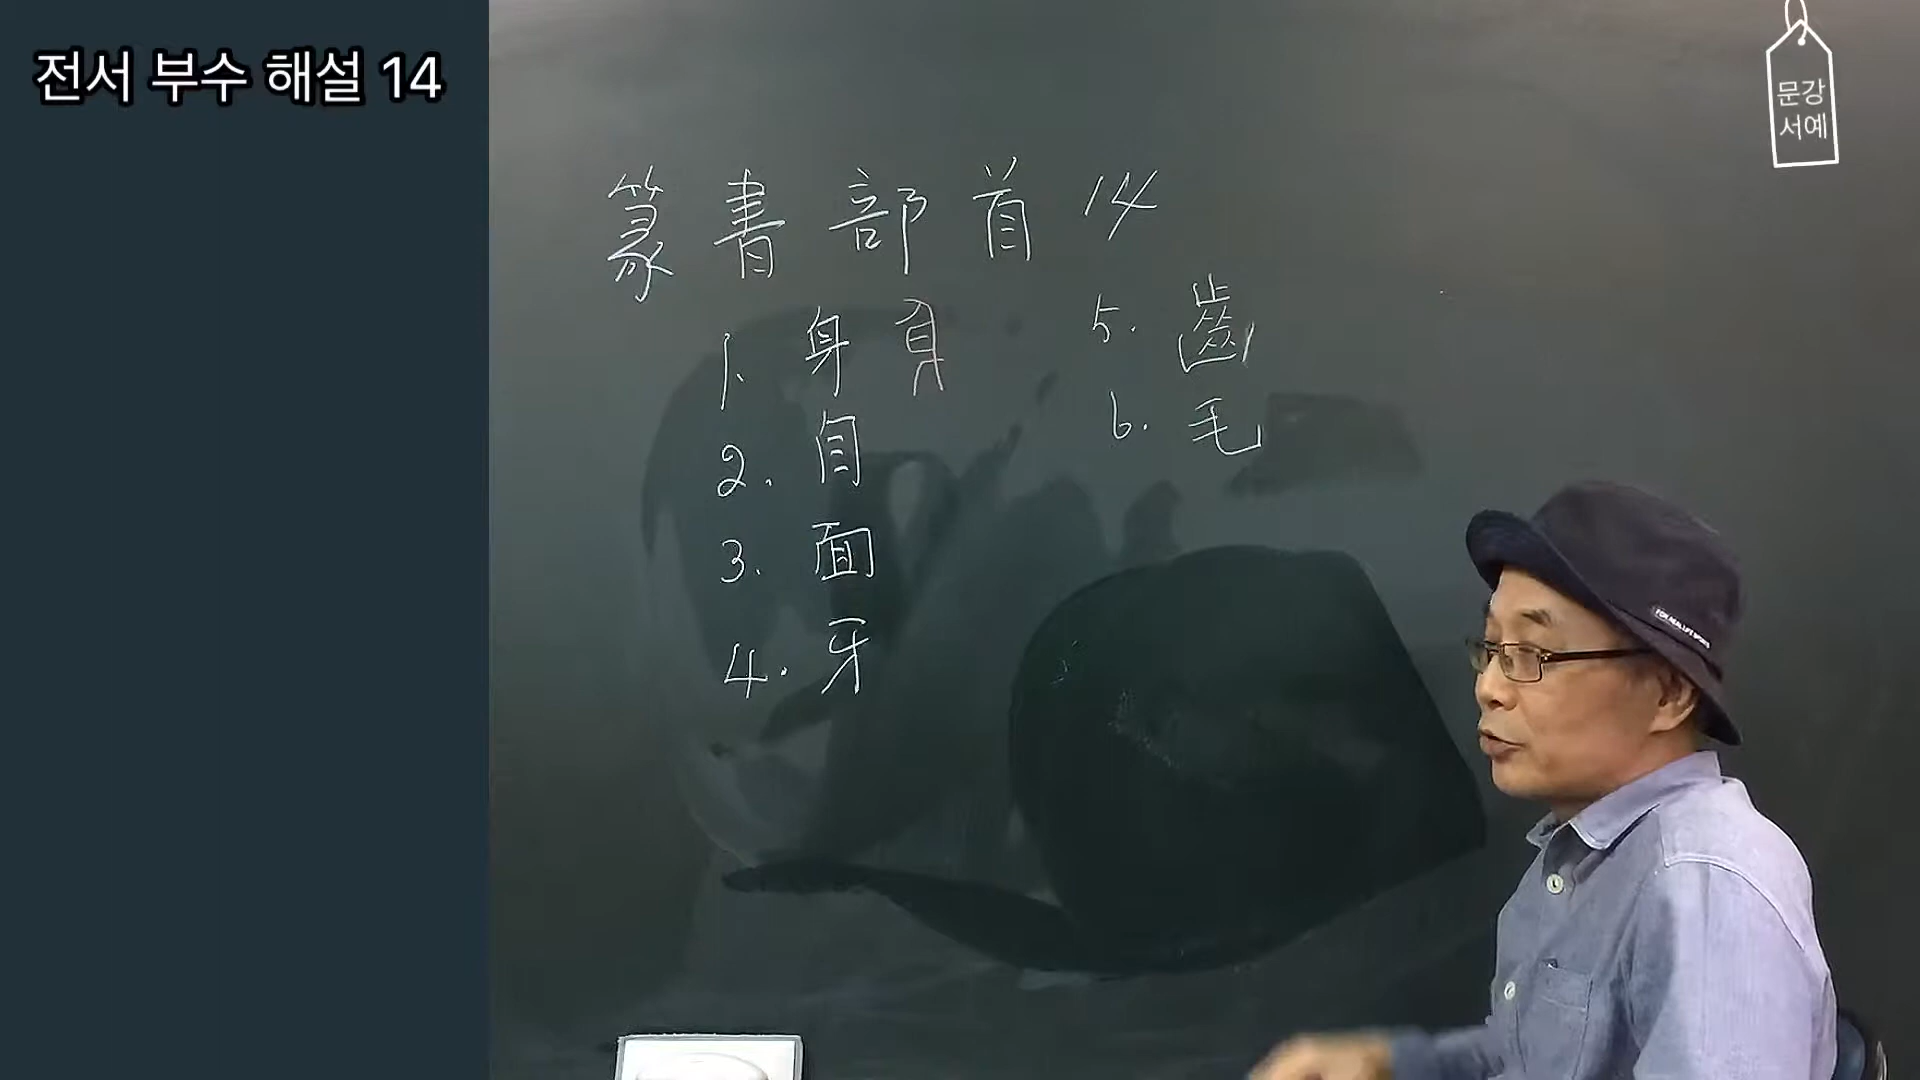 전서 부수 해설 14
문강
서예
篆書部首 14
1. 身
2. 自
3. 面
4. 牙
5. 齒
6. 毛